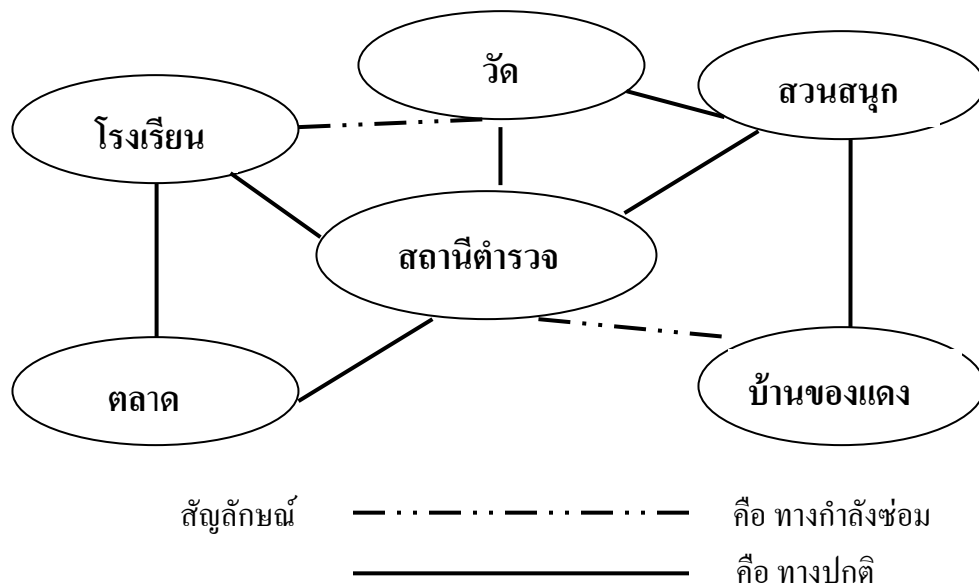 วัด
สวนสนุก
โรงเรียน
สถานีตำรวจ
ตลาด
บ้านของแดง
สัญลักษณ์ คือ ทางกำลังซ่อม
คือ ทางปกติ